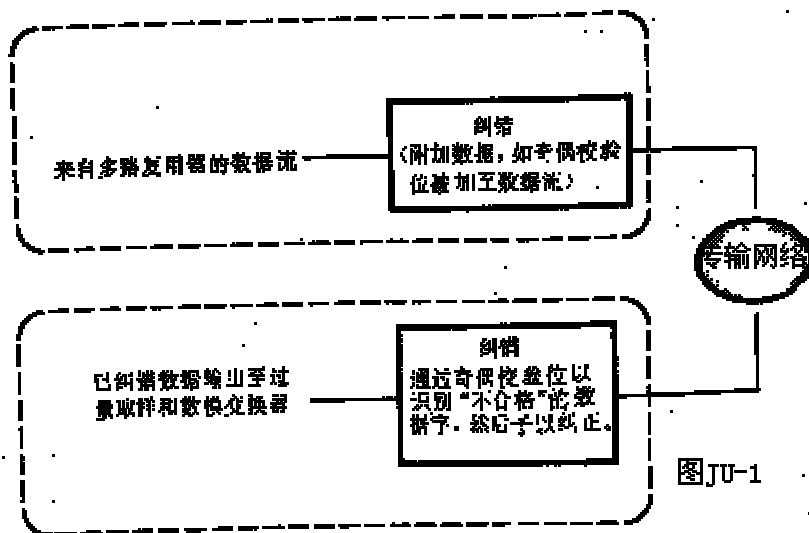 纠错
(附加数据，如奇偶校验
位被加至数据流)
来自多路复用器的数据流
传输网络
纠错
通过奇偶校验位以
识别“不合格”的数
据字，然后予以纠正。
已纠错数据输出至过
量取样和数模变换器
图JU-1